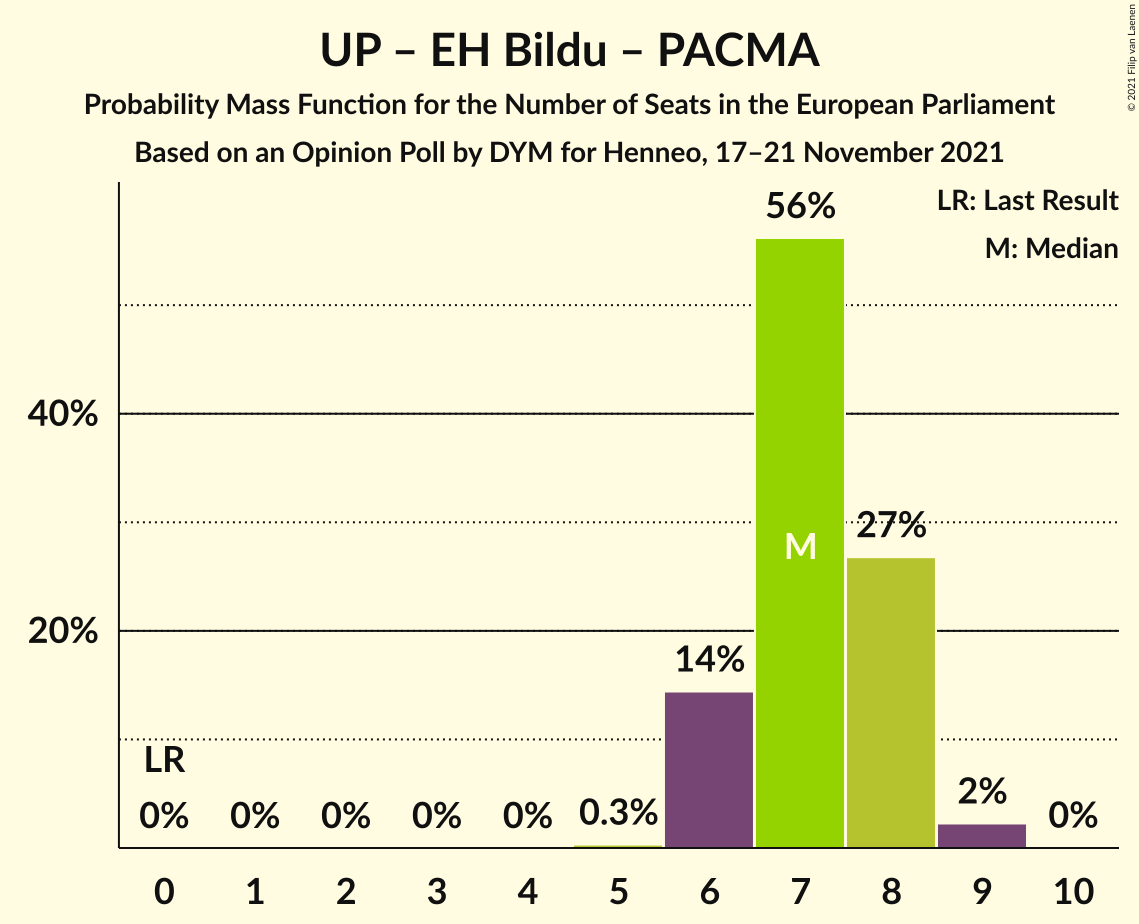 UP – EH Bildu – PACMA
Probability Mass Function for the Number of Seats in the European Parliament
Based on an Opinion Poll by DYM for Henneo, 17–21 November 2021
© 2021 Filip van Laenen
LR: Last Result
M: Median
56%
40%
27%
M
20%
14%
LR
0%
0%
0%
0%
0%
0.3%
2%
0%
0 1 2 3 4 5 6 7 8 9 10